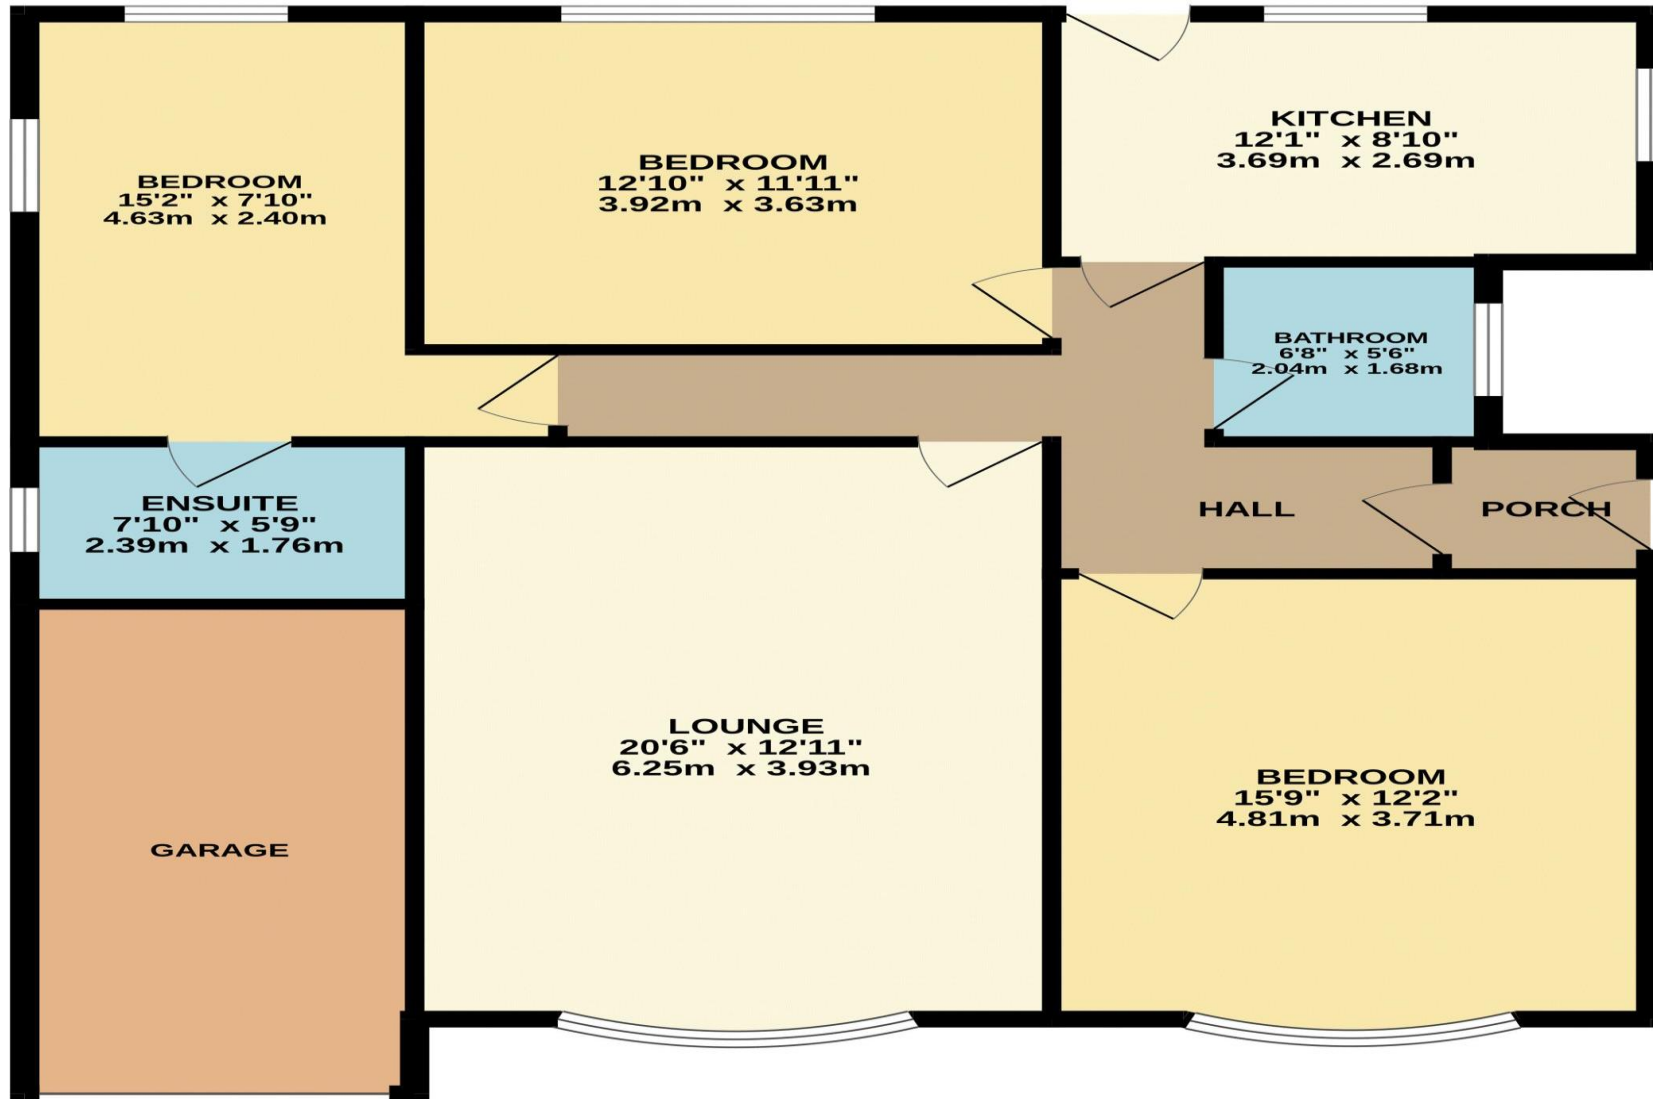 BEDROOM
15'2" x 7'10"
4.63m x 2.40m
BEDROOM
12'10" x 11'11"
3.92m x 3.63m
KITCHEN
12'1" x 8'10"
3.69m x 2.69m
BATHROOM
6'8" x 5'6"
2.04m x 1.68m
ENSUITE
7'10" x 5'9"
2.39m x 1.76m
HALL
PORCH
LOUNGE
20'6" x 12'11"
6.25m x 3.93m
BEDROOM
15'9" x 12'2"
4.81m x 3.71m
GARAGE